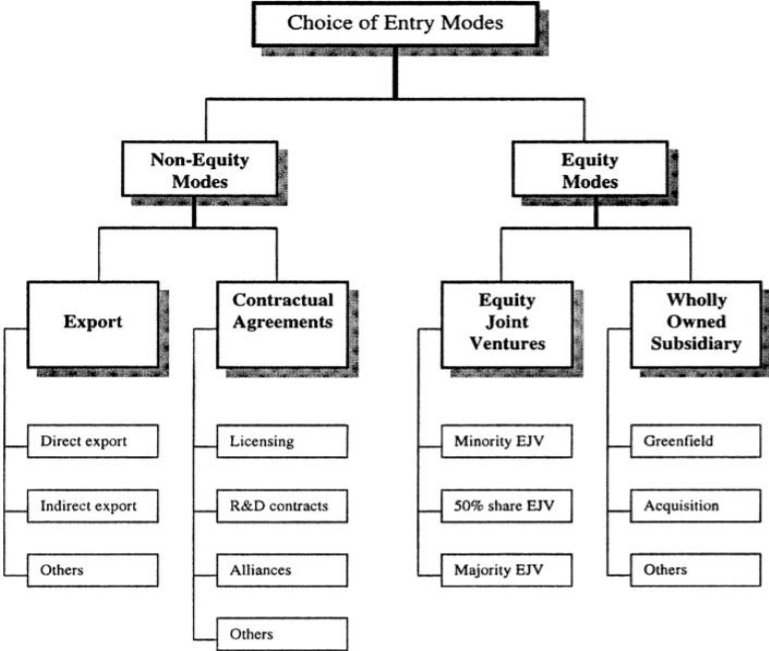 Choice of Entry Modes
Non-Equity
Modes
Equity
Modes
Export
Contractual
Agreements
Equity
Joint
Ventures
Wholly
Owned
Subsidiary
Direct export
Licensing
Minority EJV
Greenfield
Indirect export
R&D contracts
50% share EJV
Acquisition
Others
Alliances
Majority EJV
Others
Others